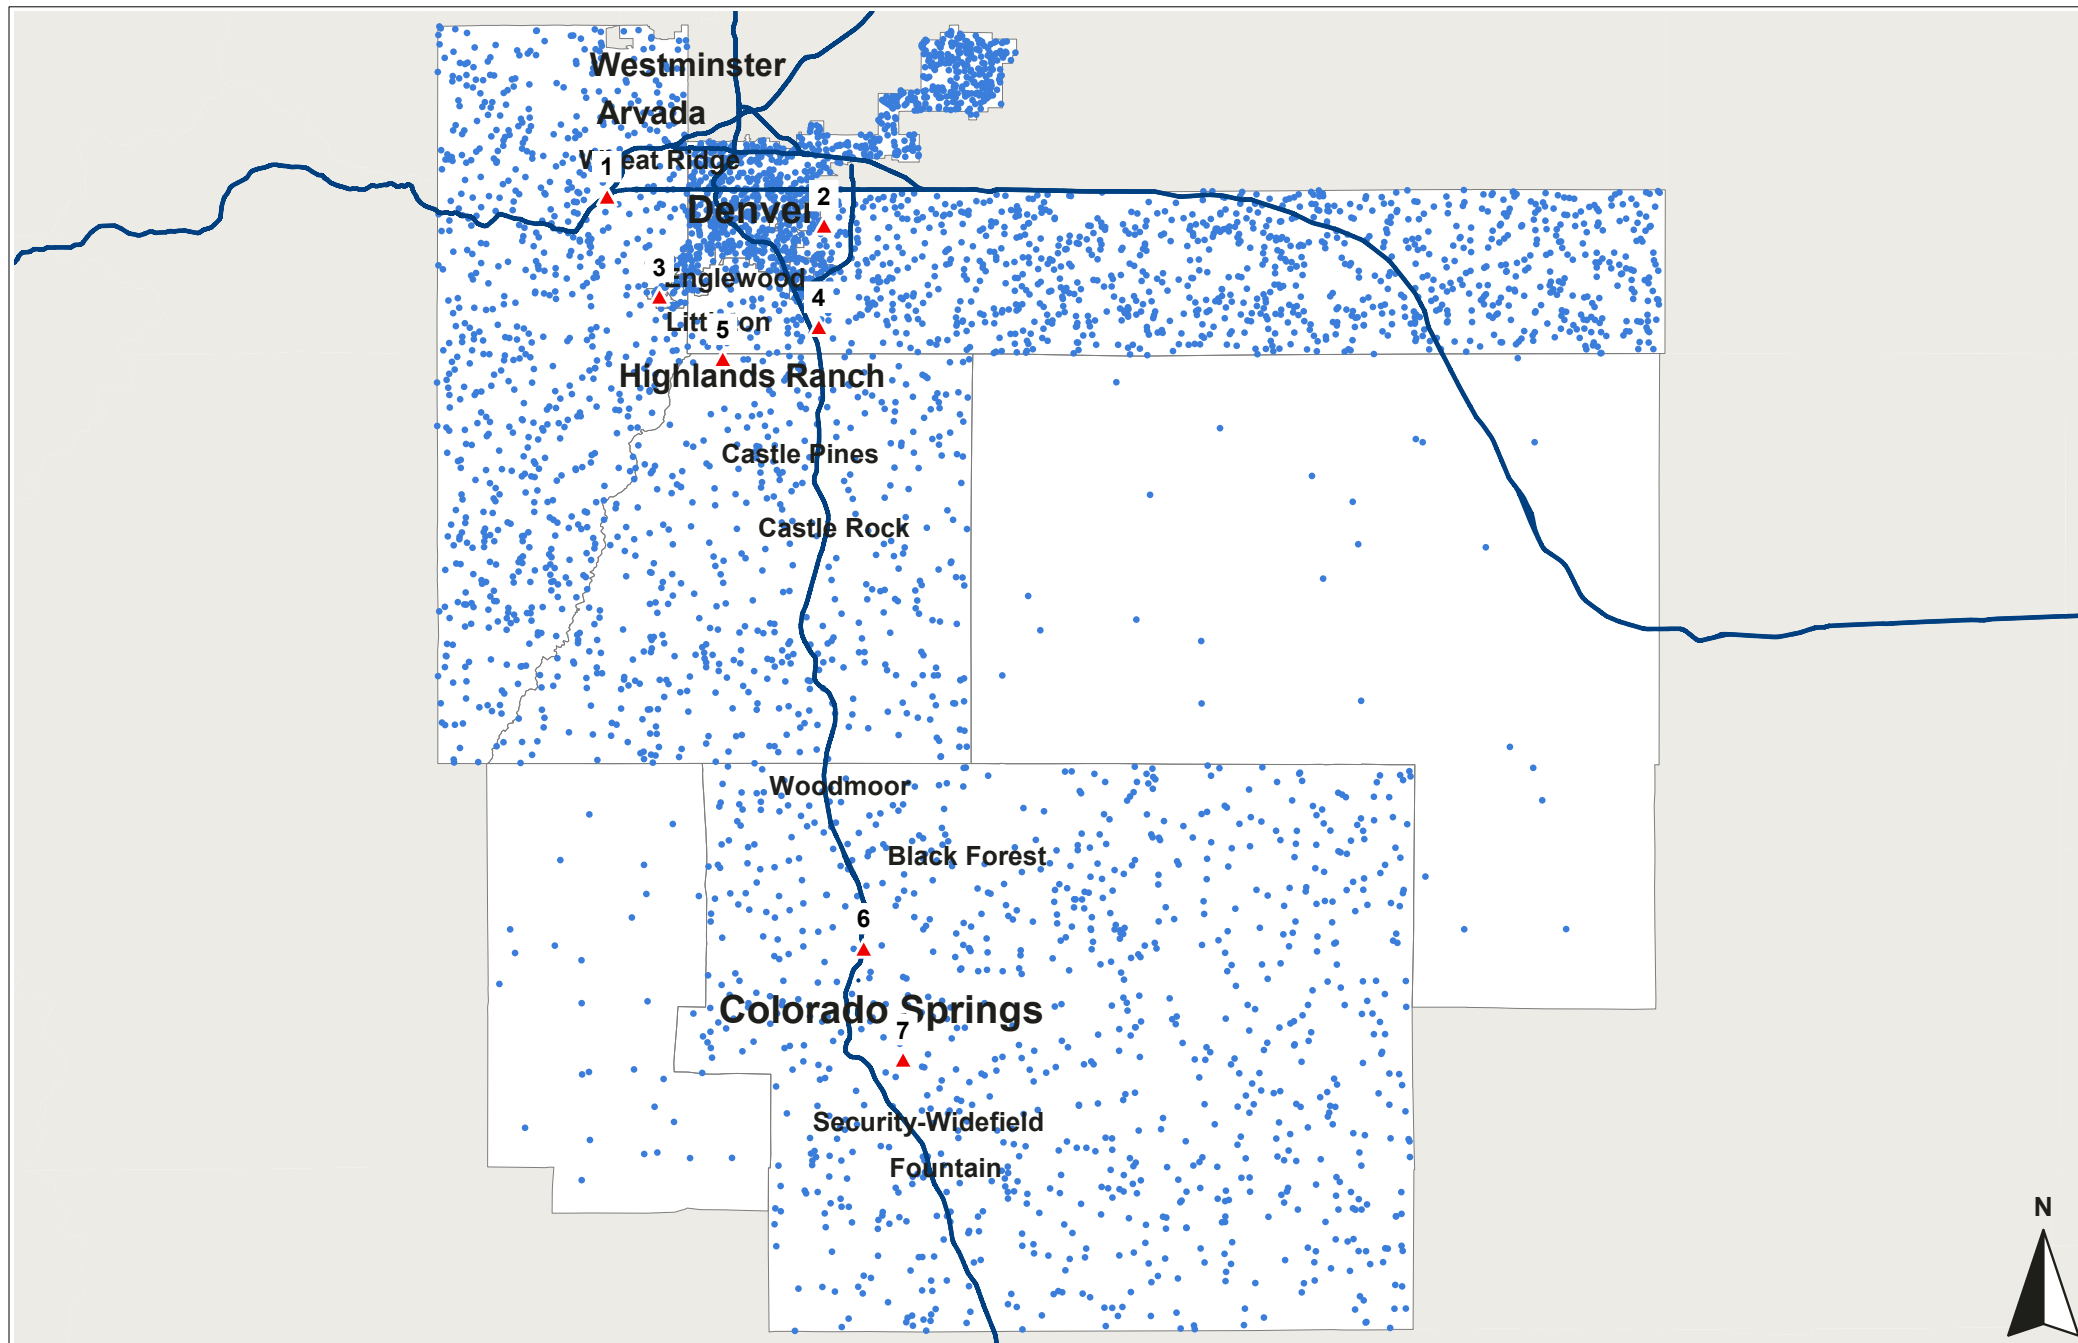 Westminster
Arvada
W eat Ridge
1
2
Denver
3
Englewood
4
Litt on
5
Highlands Ranch
Castle Pines
Castle Rock
Woodmoor
Black Forest
6
Colorado Springs
7
Security-Widefield
Fountain
N